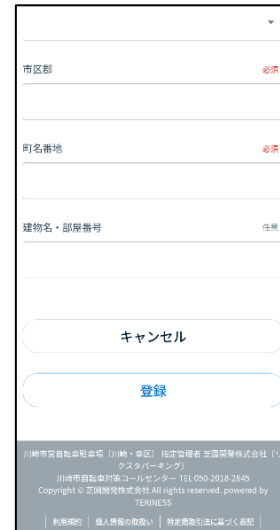 市区郡 必須
町名番地 必須
建物名・部屋番号 任意
キャンセル
登録
川崎市営自転車駐車場（川崎・幸区） 指定管理者 芝園開発株式会社（リ
クスタパーキング）
川崎市自転車対策コールセンター TEL 050-2018-2845
Copyright © 芝園開発株式会社 All rights reserved. powered by
TEKINESS
利用規約 | 個人情報の取扱い | 特定商取引法に基づく表記